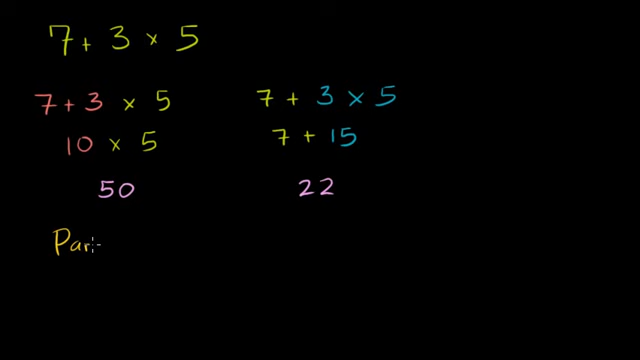 7 + 3 × 5
7 + 3 × 5
10 × 5
50
7 + 3 × 5
7 + 15
22
Par